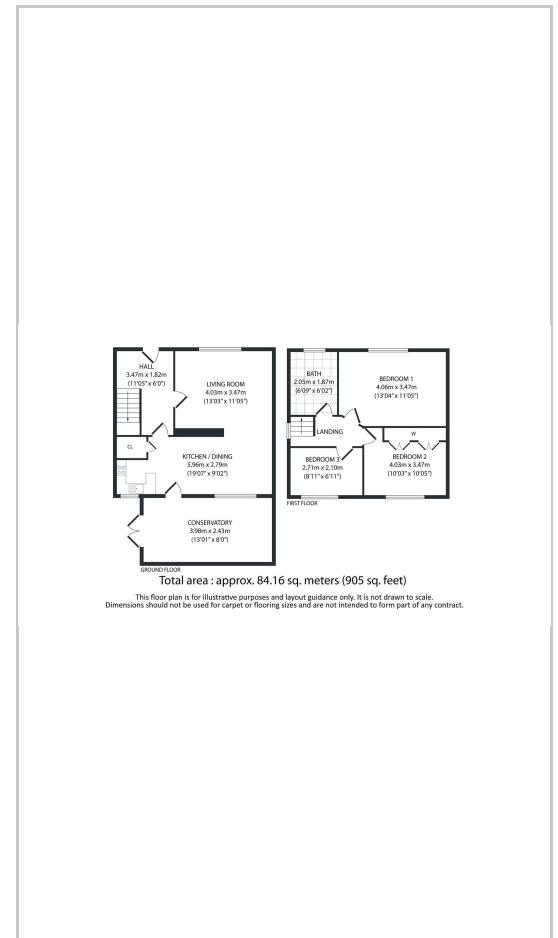 HALL
3.47m x 1.82m
(11'05" x 6'0")
LIVING ROOM
4.03m x 3.47m
(13'03" x 11'05")
CL
KITCHEN / DINING
5.96m x 2.79m
(19'07" x 9'02")
CONSERVATORY
3.98m x 2.43m
(13'01" x 8'0")
GROUND FLOOR
BATH
2.05m x 1.87m
(6'09" x 6'02")
BEDROOM 1
4.06m x 3.47m
(13'04" x 11'05")
LANDING
W
BEDROOM 3
2.71m x 2.10m
(8'11" x 6'11")
BEDROOM 2
4.03m x 3.47m
(10'03" x 10'05")
FIRST FLOOR
Total area : approx. 84.16 sq. meters (905 sq. feet)
This floor plan is for illustrative purposes and layout guidance only. It is not drawn to scale.
Dimensions should not be used for carpet or flooring sizes and are not intended to form part of any contract.